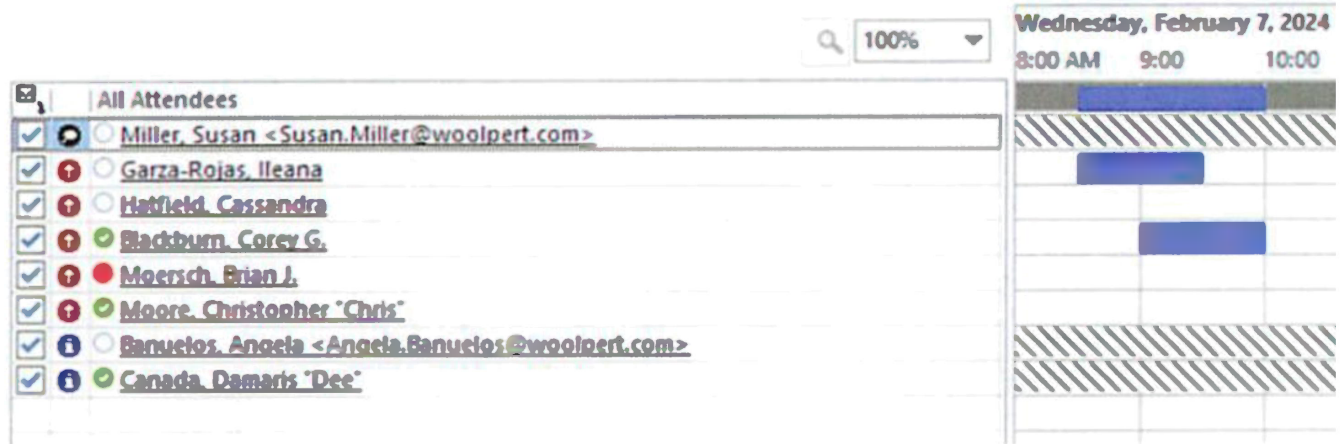 100%
Wednesday, February 7, 2024
8:00 AM 9:00 10:00
All Attendees
Miller, Susan <Susan.Miller@woolpert.com>
Garza-Rojas, Ileana
Hatfield, Cassandra
Blackburn, Corey G.
Moersch, Brian J.
Moore, Christopher "Chris"
Banuelos, Angela <Angela.Banuelos@woolpert.com>
Canada, Damaris "Dee"